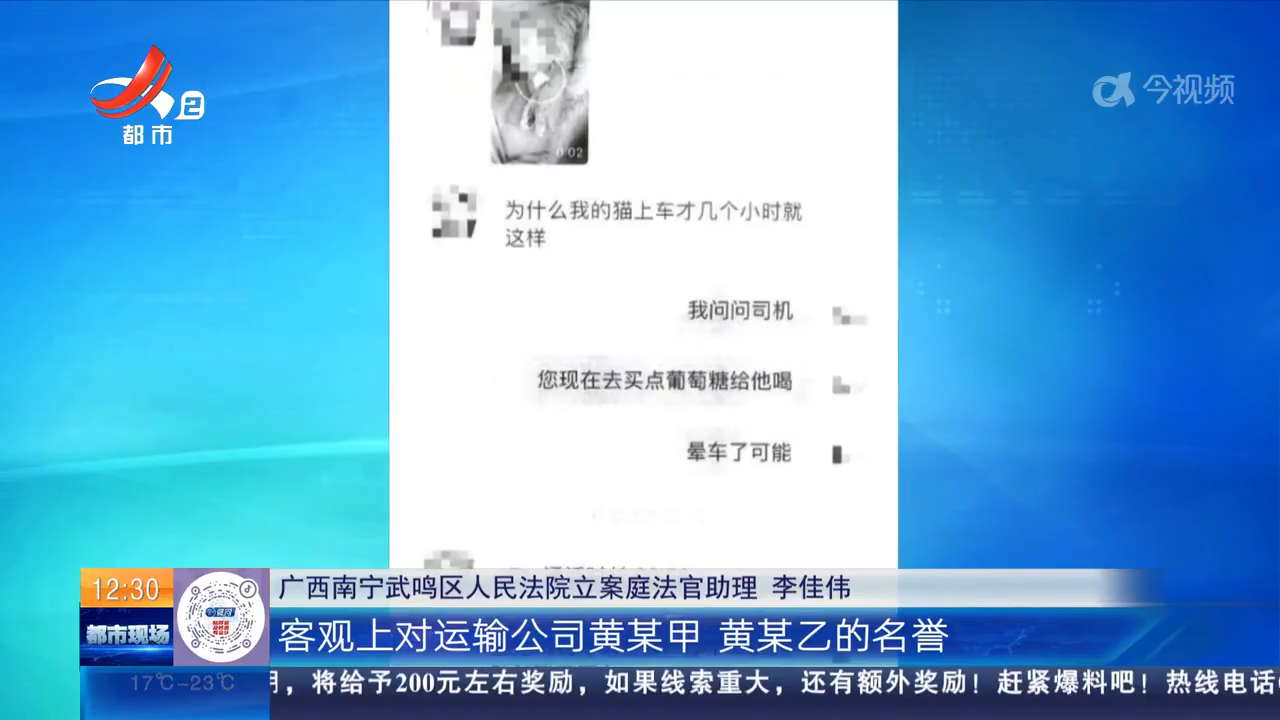 2
都市
今视频
0:02
为什么我的猫上车才几个小时就
这样
我问问司机
您现在去买点葡萄糖给他喝
晕车了可能
12:30
广西南宁武鸣区人民法院立案庭法官助理 李佳伟
都市现场
客观上对运输公司黄某甲 黄某乙的名誉
17℃-23℃
，将给予200元左右奖励，如果线索重大，还有额外奖励！赶紧爆料吧！热线电话